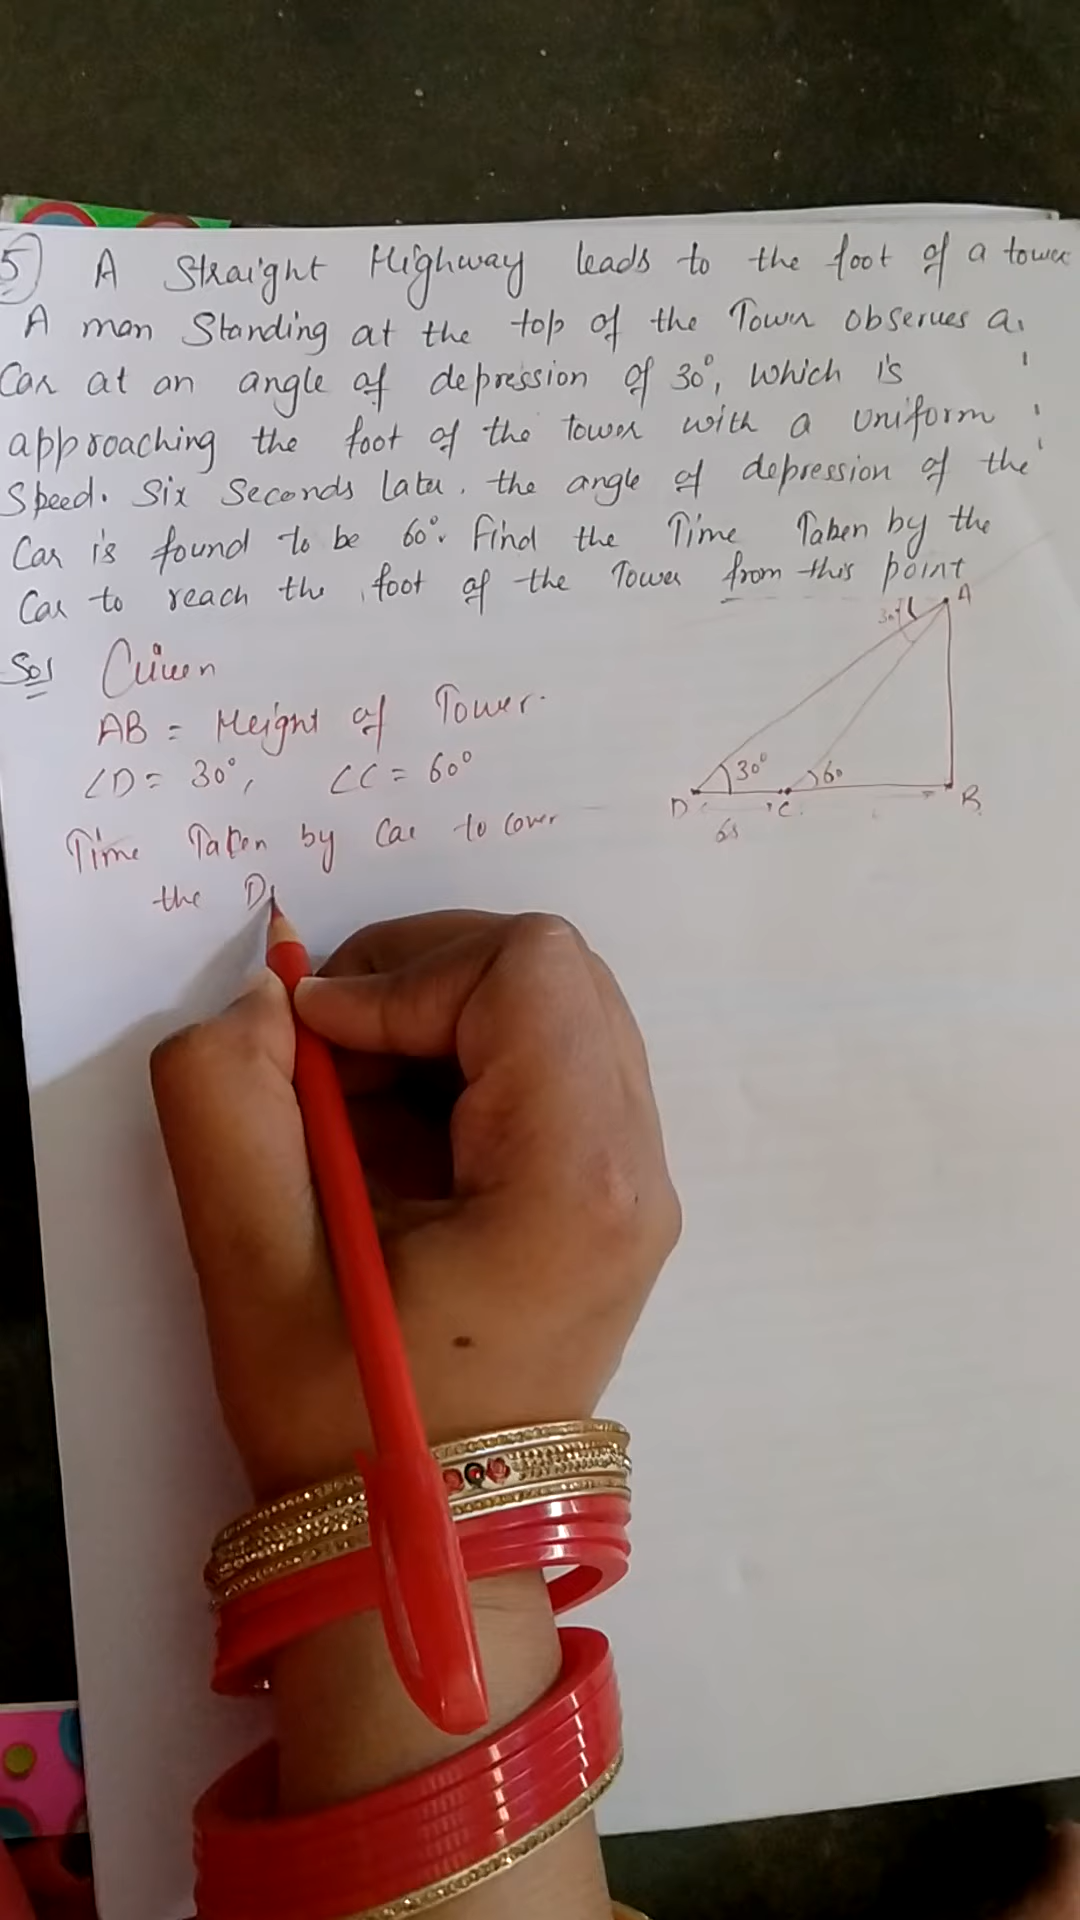 5) A Straight Highway leads to the foot of a tower
A man Standing at the top of the Tower observes a
Car at an angle of depression of 30°, which is
approaching the foot of the tower with a uniform
Speed. Six Seconds later. the angle of depression of the
Car is found to be 60°. Find the Time Taken by the
Car to reach the foot of the Tower from this point
Sol Given
AB = Height of Tower.
∠D = 30°, ∠C = 60°
Time Taken by Car to cover
the D
A
30°
30°
60
D
C
B
6s